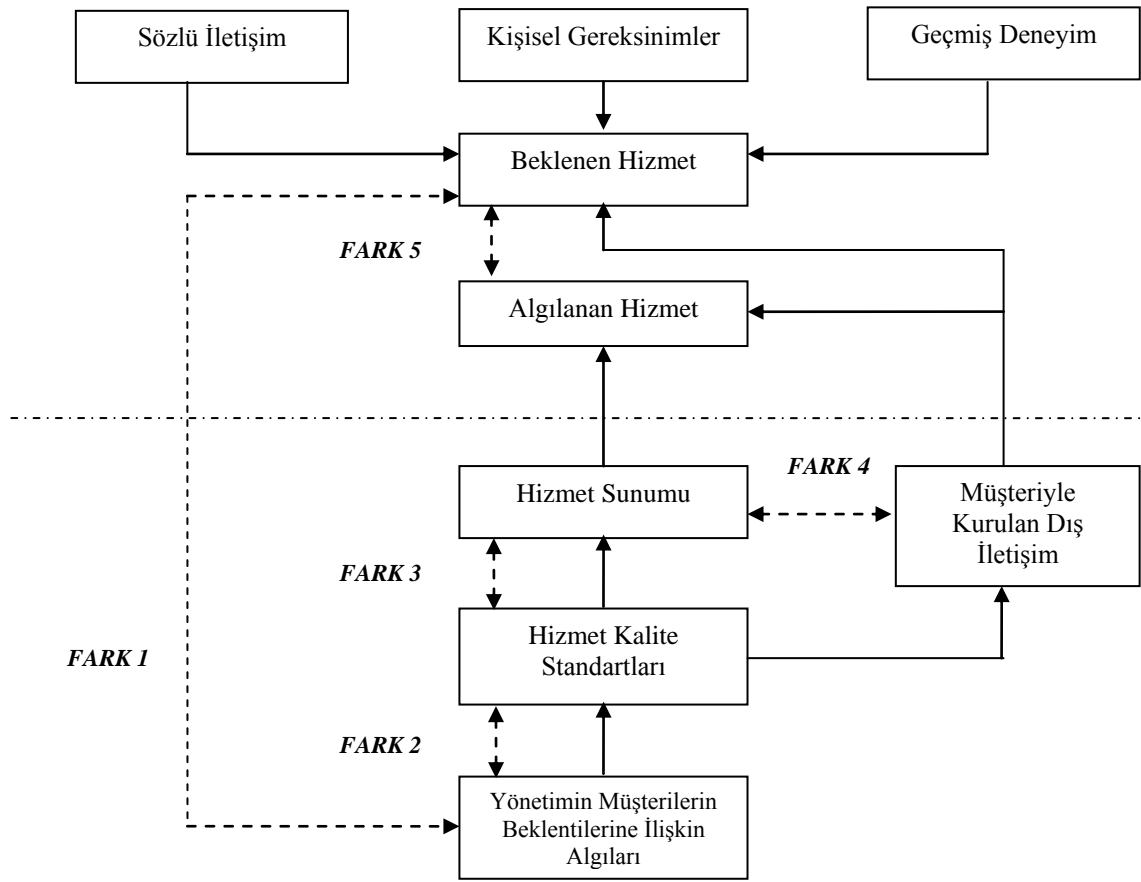 Sözlü İletişim
Kişisel Gereksinimler
Geçmiş Deneyim
Beklenen Hizmet
FARK 5
Algılanan Hizmet
FARK 4
Hizmet Sunumu
Müşteriyle
Kurulan Dış
İletişim
FARK 3
Hizmet Kalite
Standartları
FARK 1
FARK 2
Yönetimin Müşterilerin
Beklentilerine İlişkin
Algıları